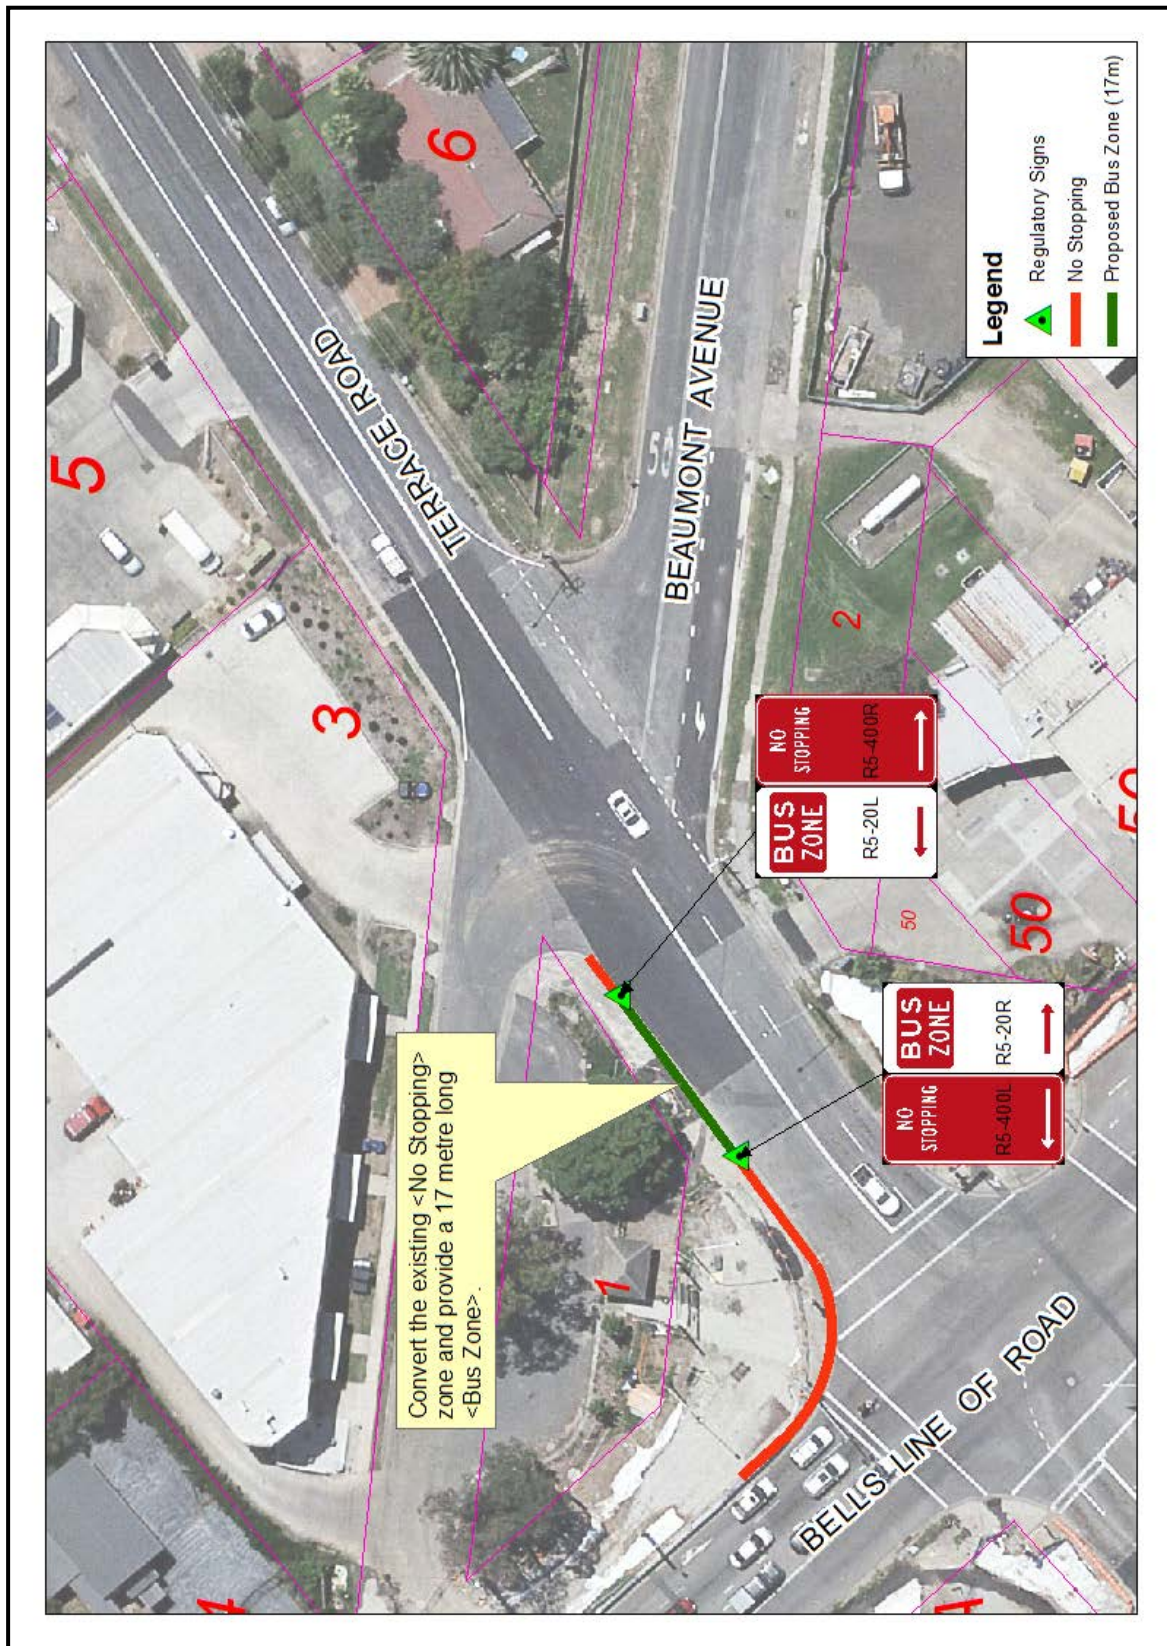 Convert the existing <No Stopping>
zone and provide a 17 metre long
<Bus Zone>.
TERRACE ROAD
BEAUMONT AVENUE
BELLS LINE OF ROAD
5
6
3
2
1
4
50
50
50
A
NO
STOPPING
R5-400L
BUS
ZONE
R5-20R
BUS
ZONE
R5-20L
NO
STOPPING
R5-400R
50
Legend
Regulatory Signs
No Stopping
Proposed Bus Zone (17m)